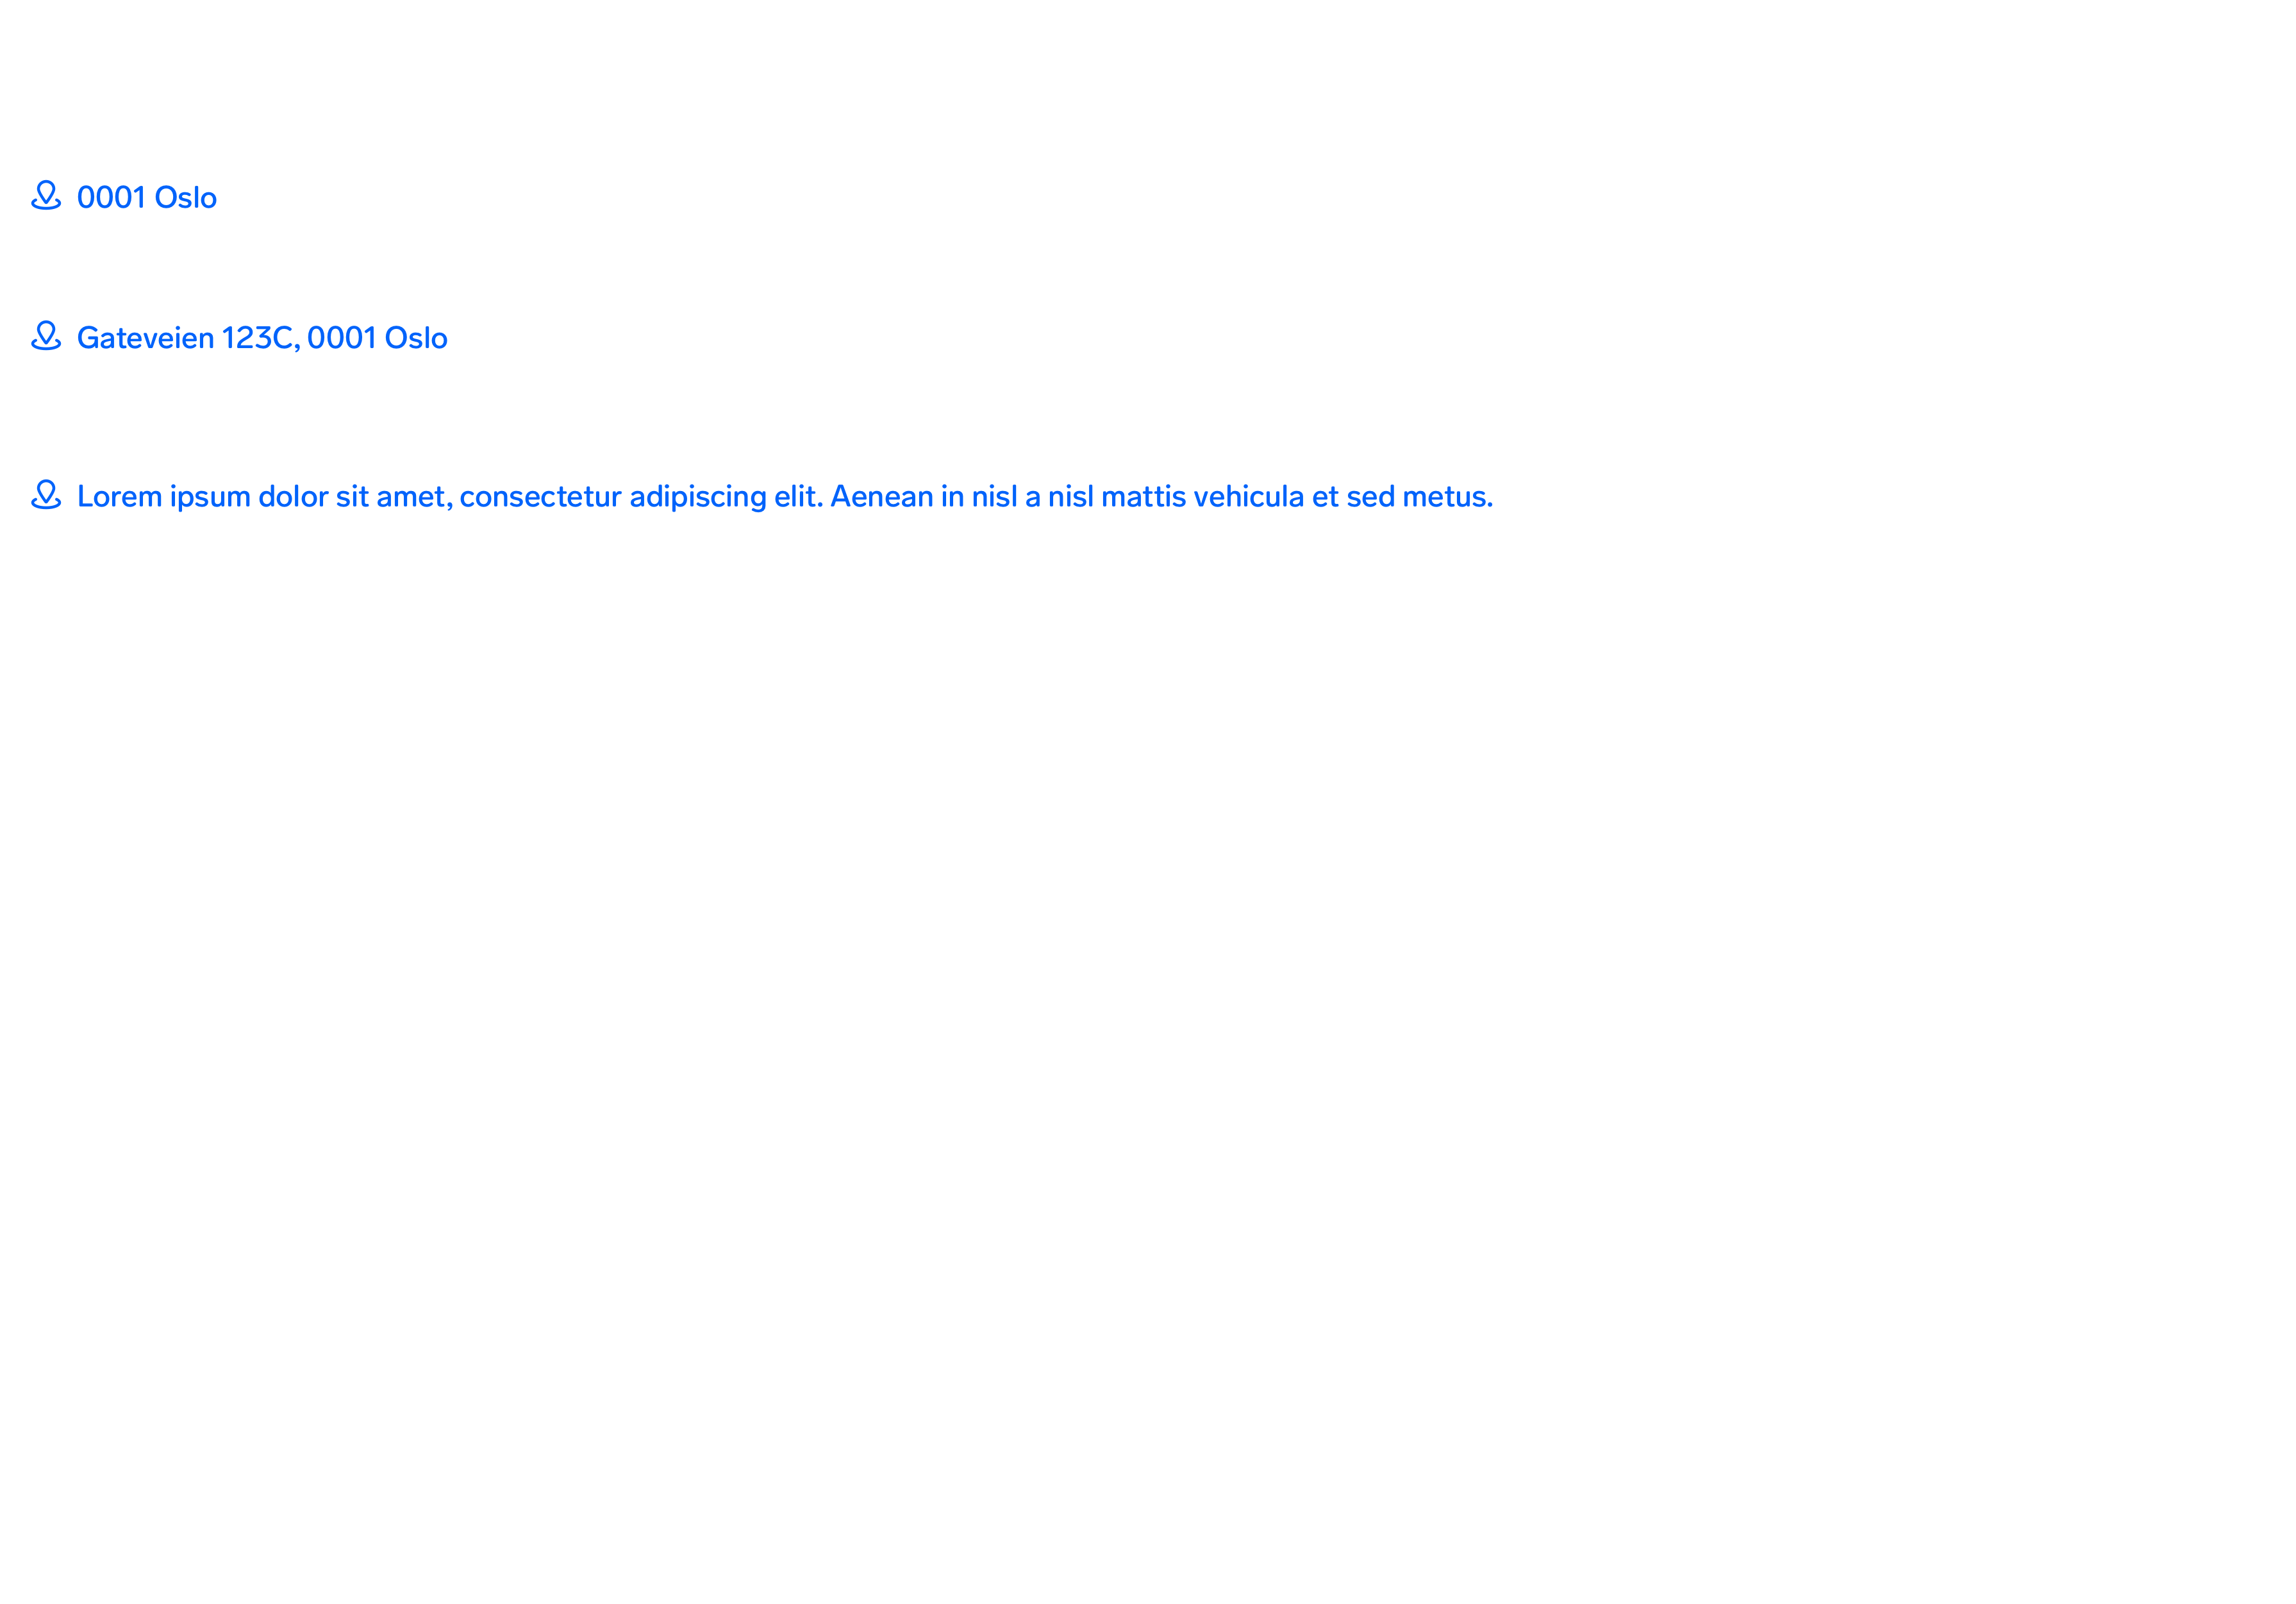 0001 Oslo
Gateveien 123C, 0001 Oslo
Lorem ipsum dolor sit amet, consectetur adipiscing elit. Aenean in nisl a nisl mattis vehicula et sed metus.